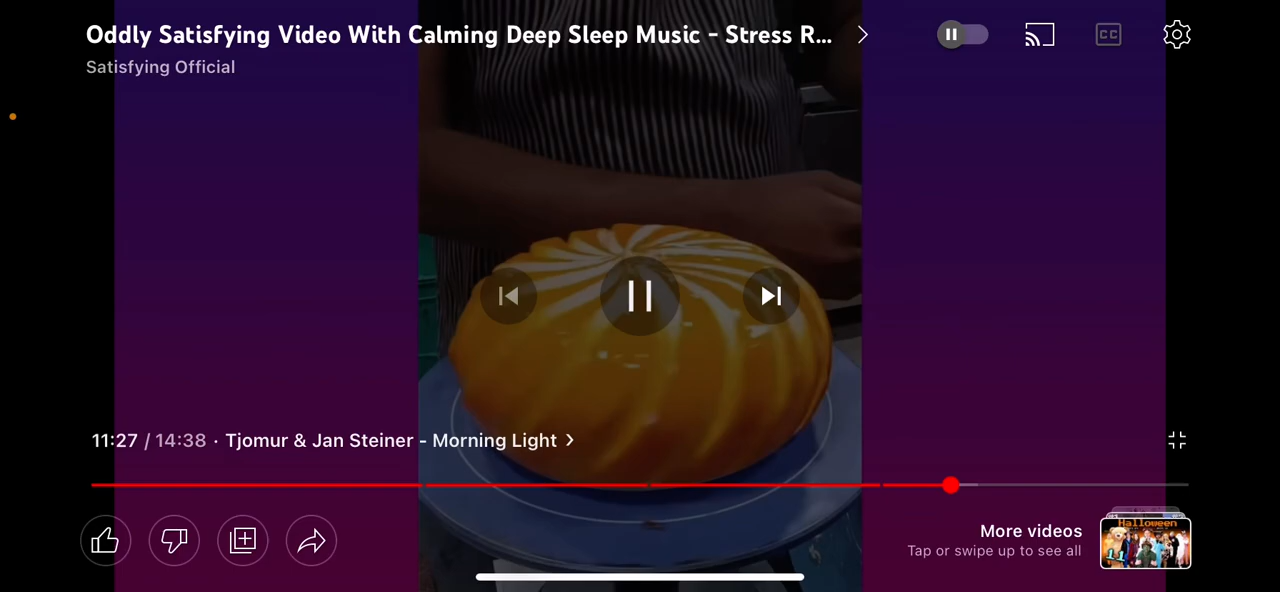 Oddly Satisfying Video With Calming Deep Sleep Music - Stress R...
Satisfying Official
CC
11:27 / 14:38 · Tjomur & Jan Steiner - Morning Light
More videos
Tap or swipe up to see all
Halloween